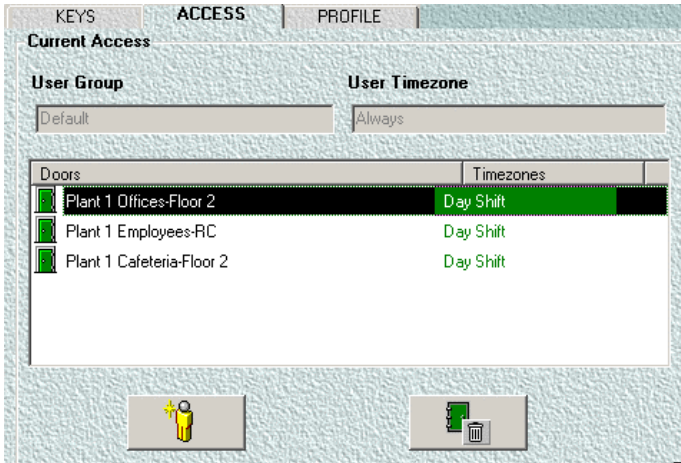 KEYS ACCESS PROFILE
Current Access
User Group User Timezone
Default Always
Doors Timezones
Plant 1 Offices-Floor 2 Day Shift
Plant 1 Employees-RC Day Shift
Plant 1 Cafeteria-Floor 2 Day Shift